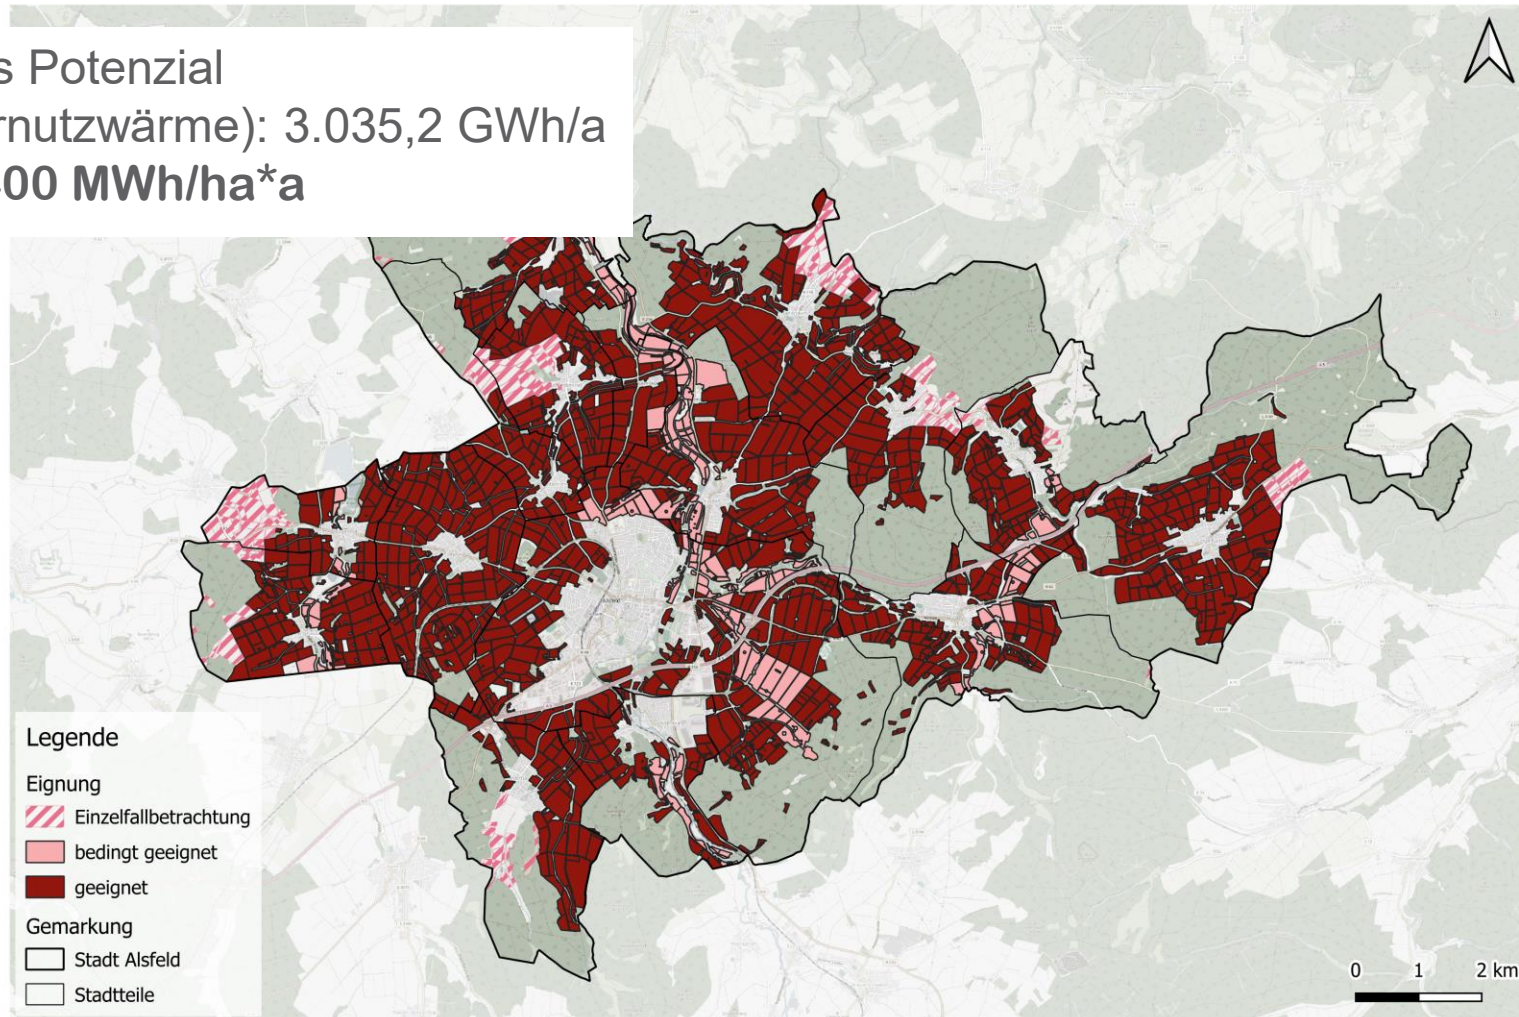 s Potenzial
rnutzwärme): 3.035,2 GWh/a
00 MWh/ha*a
Legende
Eignung
Einzelfallbetrachtung
bedingt geeignet
geeignet
Gemarkung
Stadt Alsfeld
Stadtteile
0 1 2 km